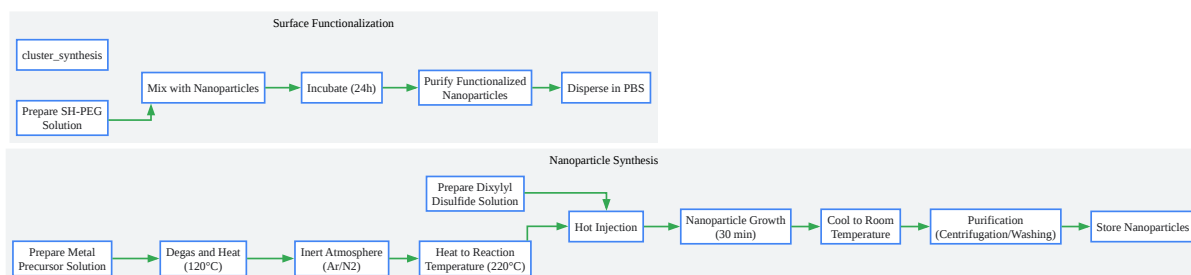 Surface Functionalization
cluster_synthesis
Prepare SH-PEG
Solution
Mix with Nanoparticles
Incubate (24h)
Purify Functionalized
Nanoparticles
Disperse in PBS
Nanoparticle Synthesis
Prepare Metal
Precursor Solution
Degas and Heat
(120°C)
Inert Atmosphere
(Ar/N2)
Heat to Reaction
Temperature (220°C)
Prepare Dixylyl
Disulfide Solution
Hot Injection
Nanoparticle Growth
(30 min)
Cool to Room
Temperature
Purification
(Centrifugation/Washing)
Store Nanoparticles